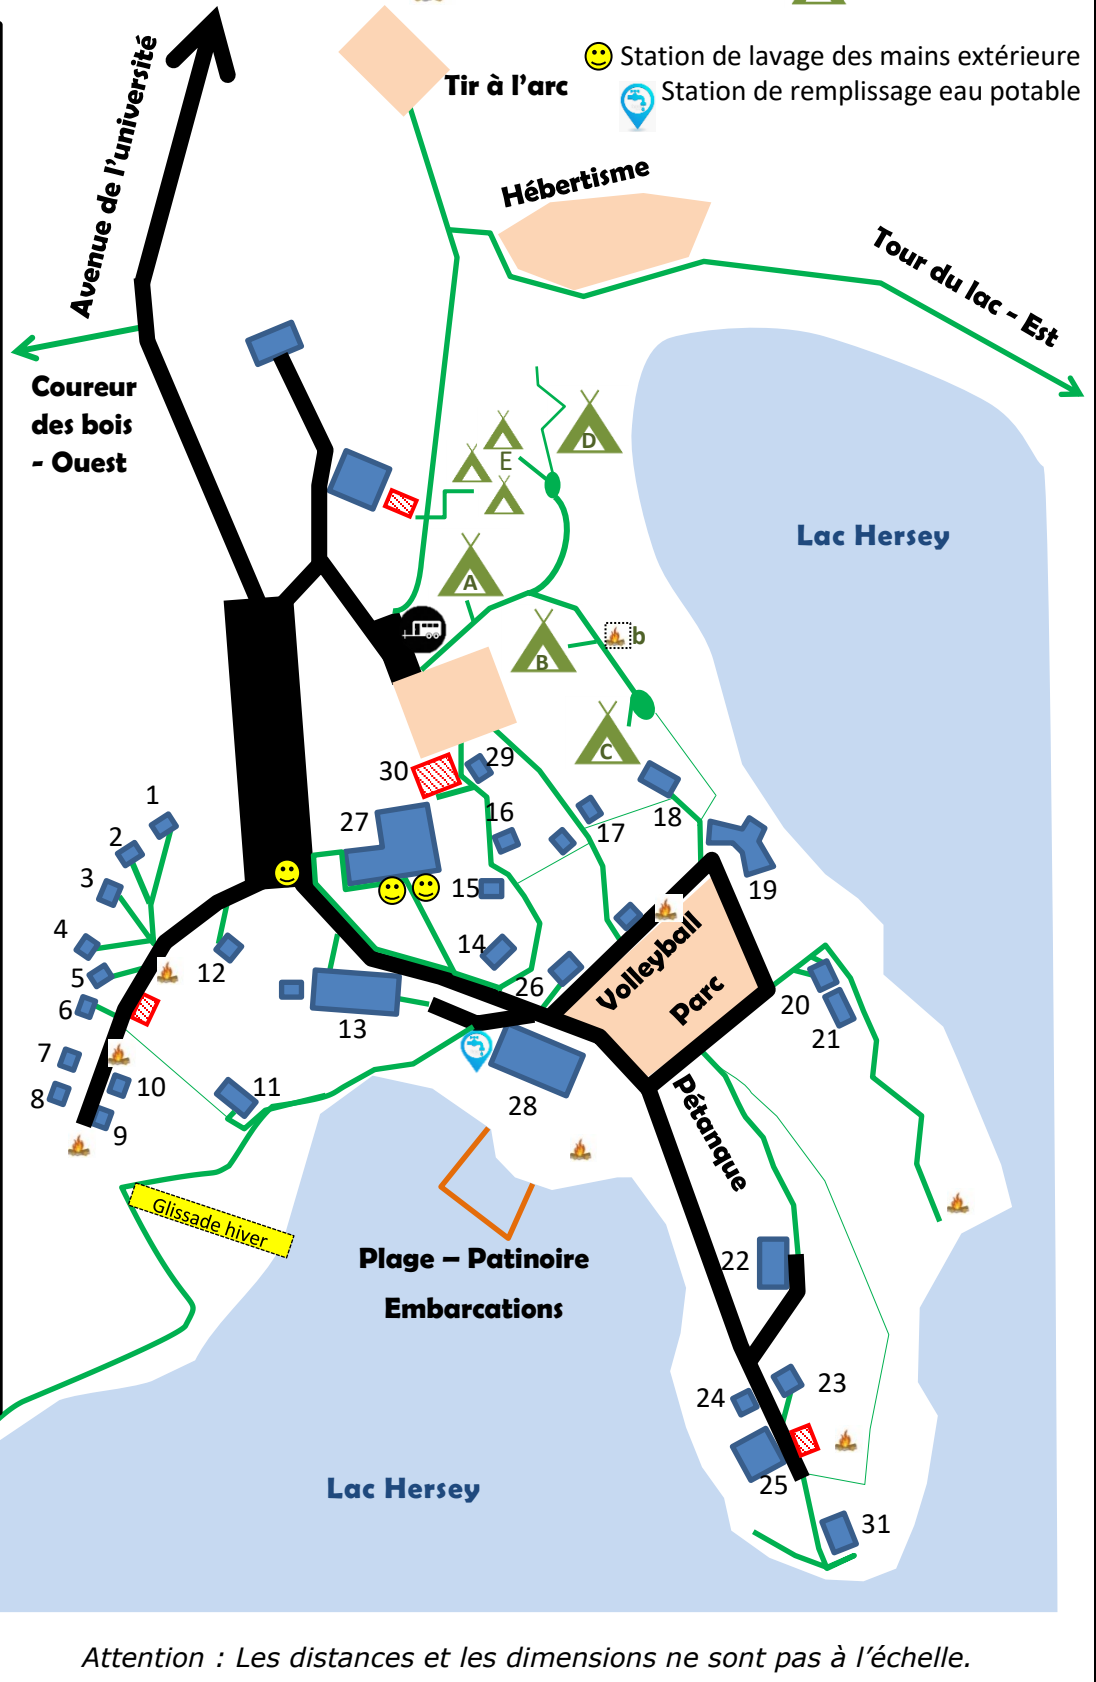 Station de lavage des mains extérieure
Station de remplissage eau potable
Tir à l'arc
Avenue de l'université
Hébertisme
Tour du lac - Est
Coureur
des bois
- Ouest
D
E
Lac Hersey
A
B
b
C
30
29
1
27
16
17
18
2
3
15
19
4
14
12
5
26
Volleyball
Parc
6
13
20
21
7
10
11
8
28
9
Pétanque
Glissade hiver
Plage – Patinoire
Embarcations
22
24
23
25
Lac Hersey
31
Attention : Les distances et les dimensions ne sont pas à l'échelle.